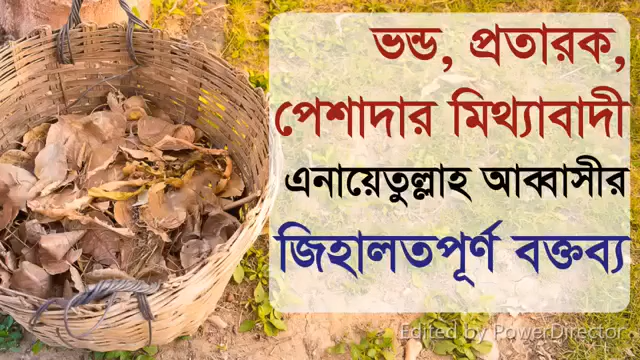 ভন্ড, প্রতারক,
পেশাদার মিথ্যাবাদী
এনায়েতুল্লাহ আব্বাসীর
জিহালতপূর্ণ বক্তব্য
Edited by PowerDirector